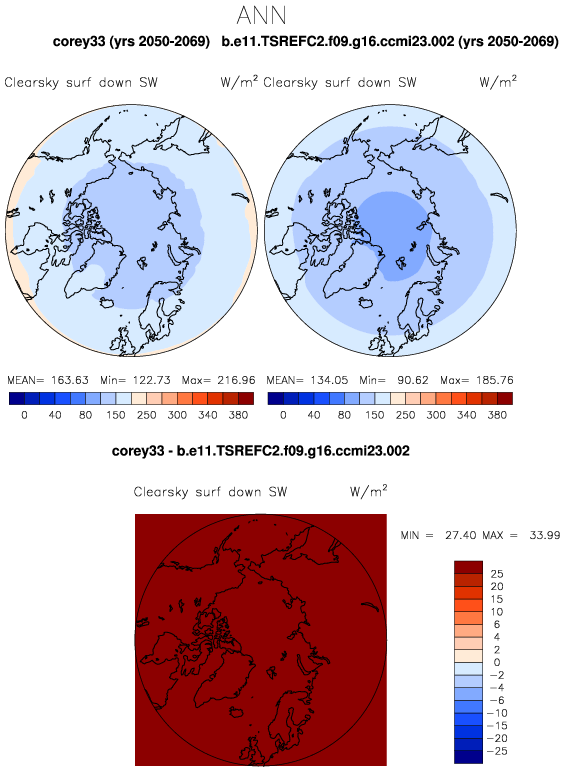 ANN
corey33 (yrs 2050-2069) b.e11.TSREFC2.f09.g16.ccmi23.002 (yrs 2050-2069)
Clearsky surf down SW W/m² Clearsky surf down SW W/m²
MEAN= 163.63 Min= 122.73 Max= 216.96 MEAN= 134.05 Min= 90.62 Max= 185.76
0 40 80 150 250 300 340 380 0 40 80 150 250 300 340 380
corey33 - b.e11.TSREFC2.f09.g16.ccmi23.002
Clearsky surf down SW W/m²
MIN = 27.40 MAX = 33.99
25
20
15
10
6
4
2
0
−2
−4
−6
−10
−15
−20
−25